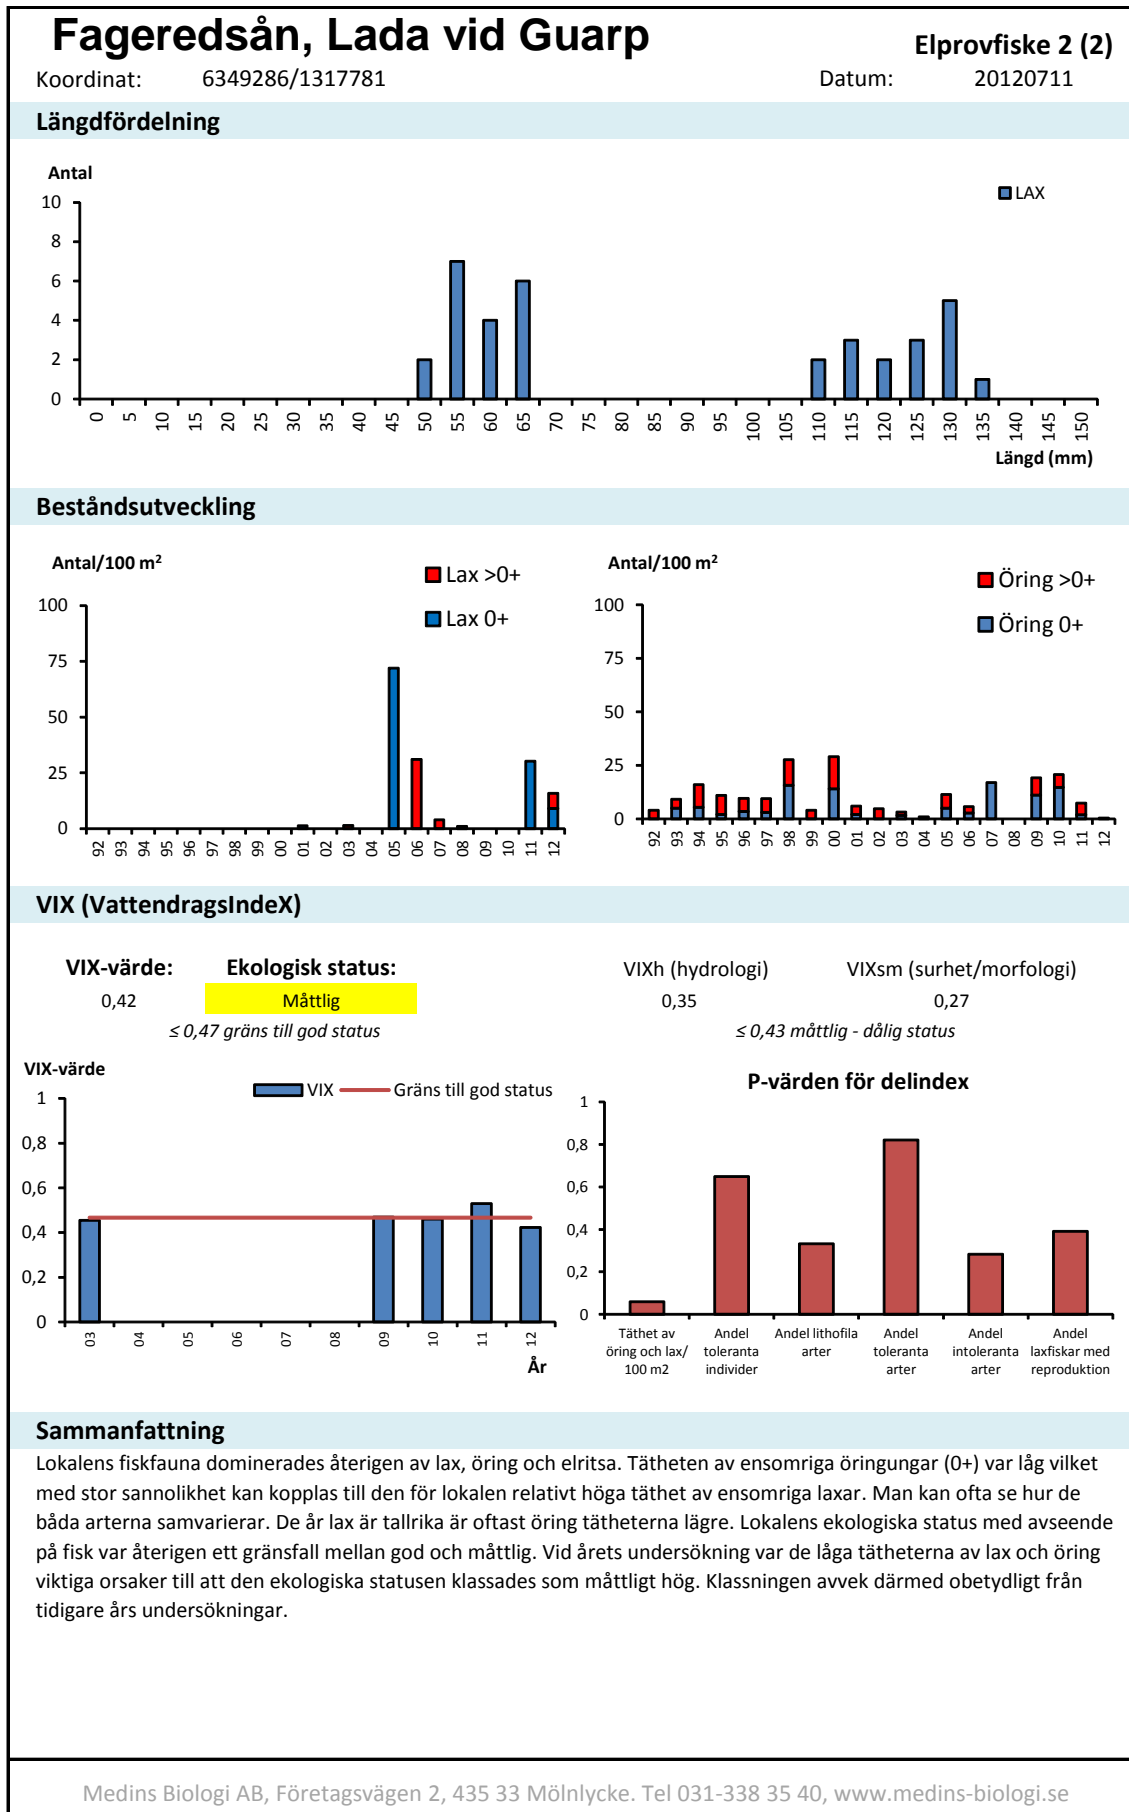 Fageredsån, Lada vid Guarp
Elprovfiske 2 (2)
Koordinat: 6349286/1317781 Datum: 20120711
Längdfördelning
Antal
LAX
10
8
6
4
2
0
0 5 10 15 20 25 30 35 40 45 50 55 60 65 70 75 80 85 90 95 100 105 110 115 120 125 130 135 140 145 150
Längd (mm)
Beståndsutveckling
Antal/100 m²
Lax >0+
Lax 0+
100
75
50
25
0
92 93 94 95 96 97 98 99 00 01 02 03 04 05 06 07 08 09 10 11 12
Antal/100 m²
Öring >0+
Öring 0+
100
75
50
25
0
92 93 94 95 96 97 98 99 00 01 02 03 04 05 06 07 08 09 10 11 12
VIX (VattendragsIndeX)
VIX-värde: Ekologisk status: VIXh (hydrologi) VIXsm (surhet/morfologi)
0,42 Måttlig 0,35 0,27
≤ 0,47 gräns till god status ≤ 0,43 måttlig - dålig status
VIX-värde
VIX Gräns till god status
1
0,8
0,6
0,4
0,2
0
03 04 05 06 07 08 09 10 11 12
År
P-värden för delindex
1
0,8
0,6
0,4
0,2
0
Täthet av Andel Andel lithofila Andel Andel Andel
öring och lax/ toleranta arter toleranta intoleranta laxfiskar med
100 m2 individer arter arter reproduktion
Sammanfattning
Lokalens fiskfauna dominerades återigen av lax, öring och elritsa. Tätheten av ensomriga öringungar (0+) var låg vilket
med stor sannolikhet kan kopplas till den för lokalen relativt höga täthet av ensomriga laxar. Man kan ofta se hur de
båda arterna samvarierar. De år lax är tallrika är oftast öring tätheterna lägre. Lokalens ekologiska status med avseende
på fisk var återigen ett gränsfall mellan god och måttlig. Vid årets undersökning var de låga tätheterna av lax och öring
viktiga orsaker till att den ekologiska statusen klassades som måttligt hög. Klassningen avvek därmed obetydligt från
tidigare års undersökningar.
Medins Biologi AB, Företagsvägen 2, 435 33 Mölnlycke. Tel 031-338 35 40, www.medins-biologi.se